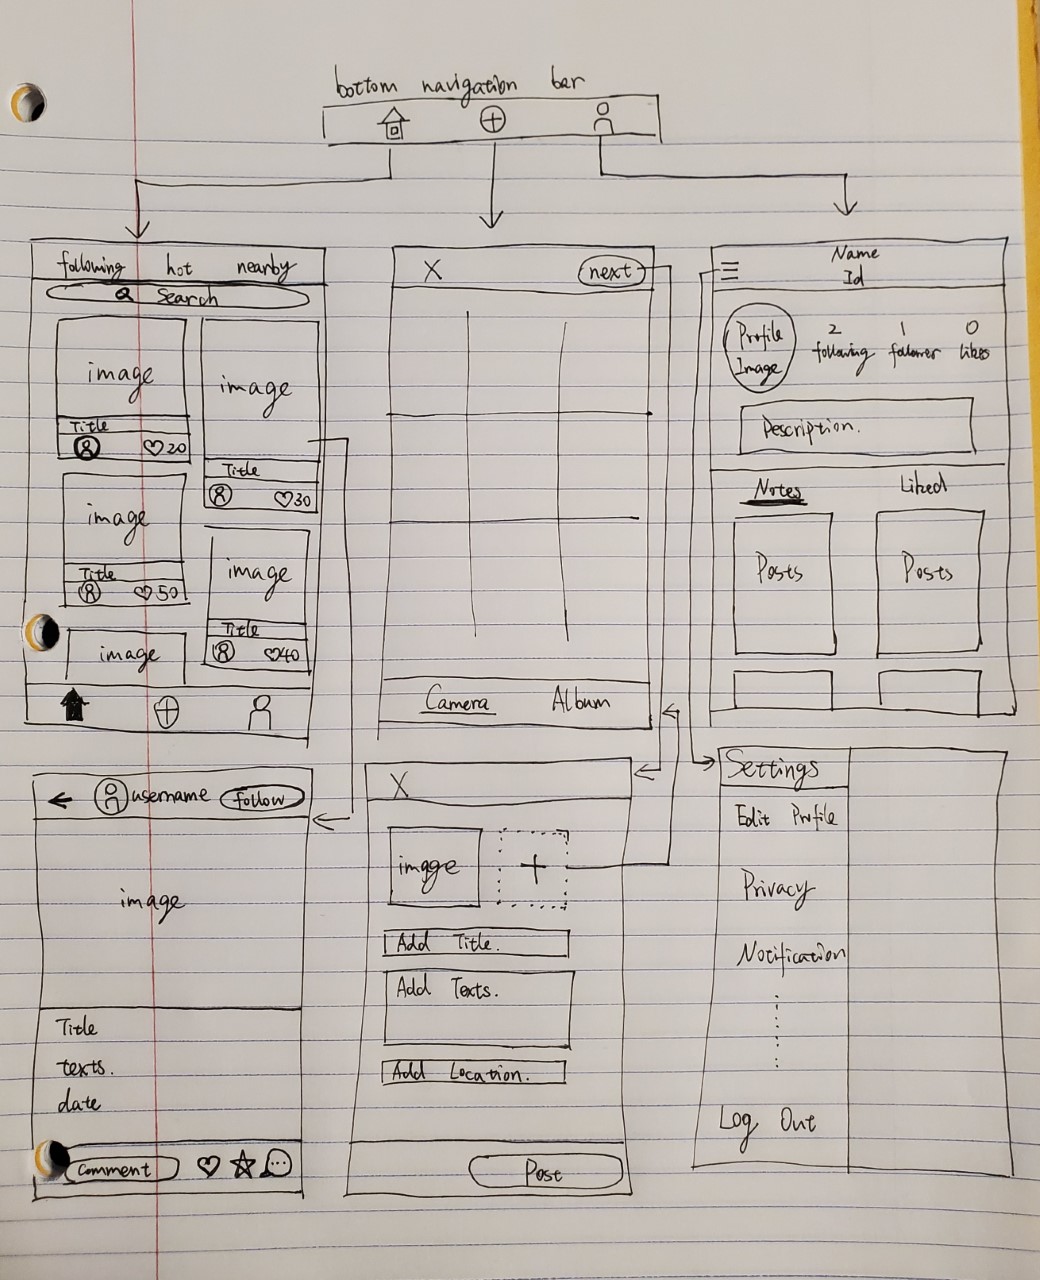 bottom navigation bar
following hot nearby
Search
image
Title
20
image
Title
30
image
Title
50
image
Title
40
image
X next
Camera Album
Name
Id
Profile
Image
2 1 0
following follower likes
Description.
Notes Liked
Posts Posts
username follow
image
Title
texts.
date
Comment
X
image +
Add Title.
Add Texts.
Add Location.
Post
Settings
Edit Profile
Privacy
Notification
Log Out